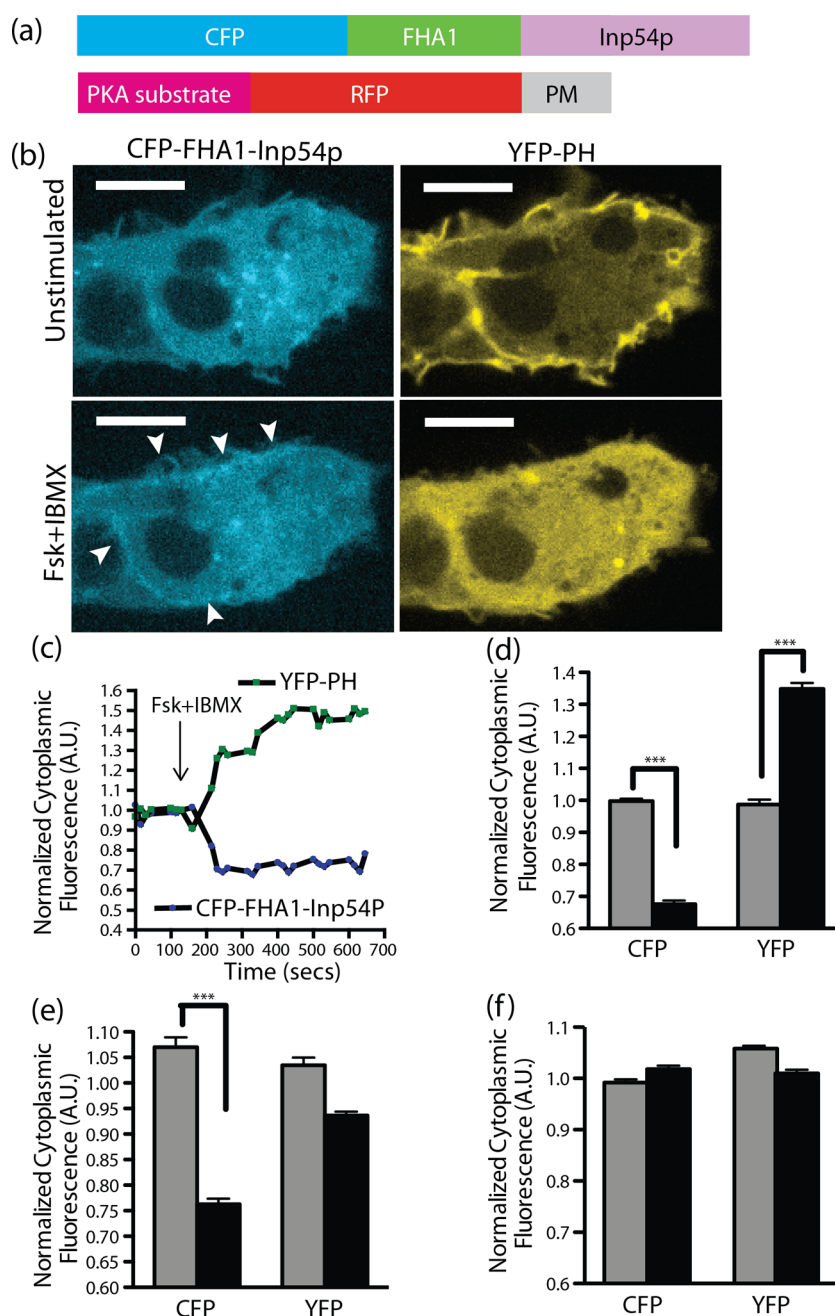 (a)
CFP FHA1 Inp54p
PKA substrate RFP PM
(b)
CFP-FHA1-Inp54p YFP-PH
Unstimulated
Fsk+IBMX
(c)
YFP-PH
Fsk+IBMX
CFP-FHA1-Inp54P
Normalized Cytoplasmic
Fluorescence (A.U.)
1.6
1.5
1.4
1.3
1.2
1.1
1.0
0.9
0.8
0.7
0.6
0.5
0.4
0 100 200 300 400 500 600 700
Time (secs)
(d)
Normalized Cytoplasmic
Fluorescence (A.U.)
1.4
1.3
1.2
1.1
1.0
0.9
0.8
0.7
0.6
***
***
CFP YFP
(e)
Normalized Cytoplasmic
Fluorescence (A.U.)
1.10
1.05
1.00
0.95
0.90
0.85
0.80
0.75
0.70
0.65
0.60
***
CFP YFP
(f)
Normalized Cytoplasmic
Fluorescence (A.U.)
1.1
1.0
0.9
0.8
0.7
0.6
CFP YFP